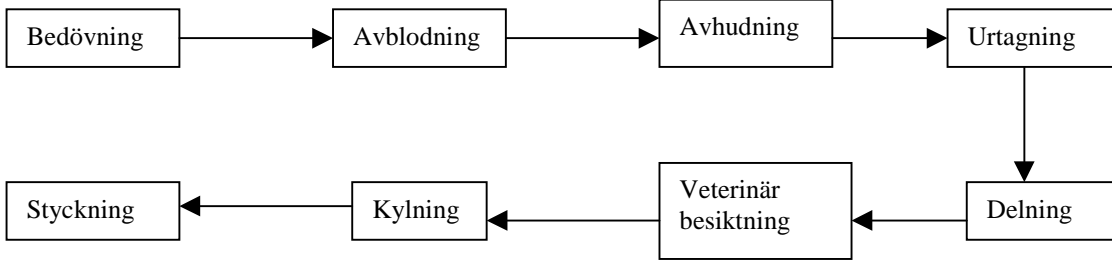 Bedövning
Avblodning
Avhudning
Urtagning
Delning
Veterinär
besiktning
Kylning
Styckning